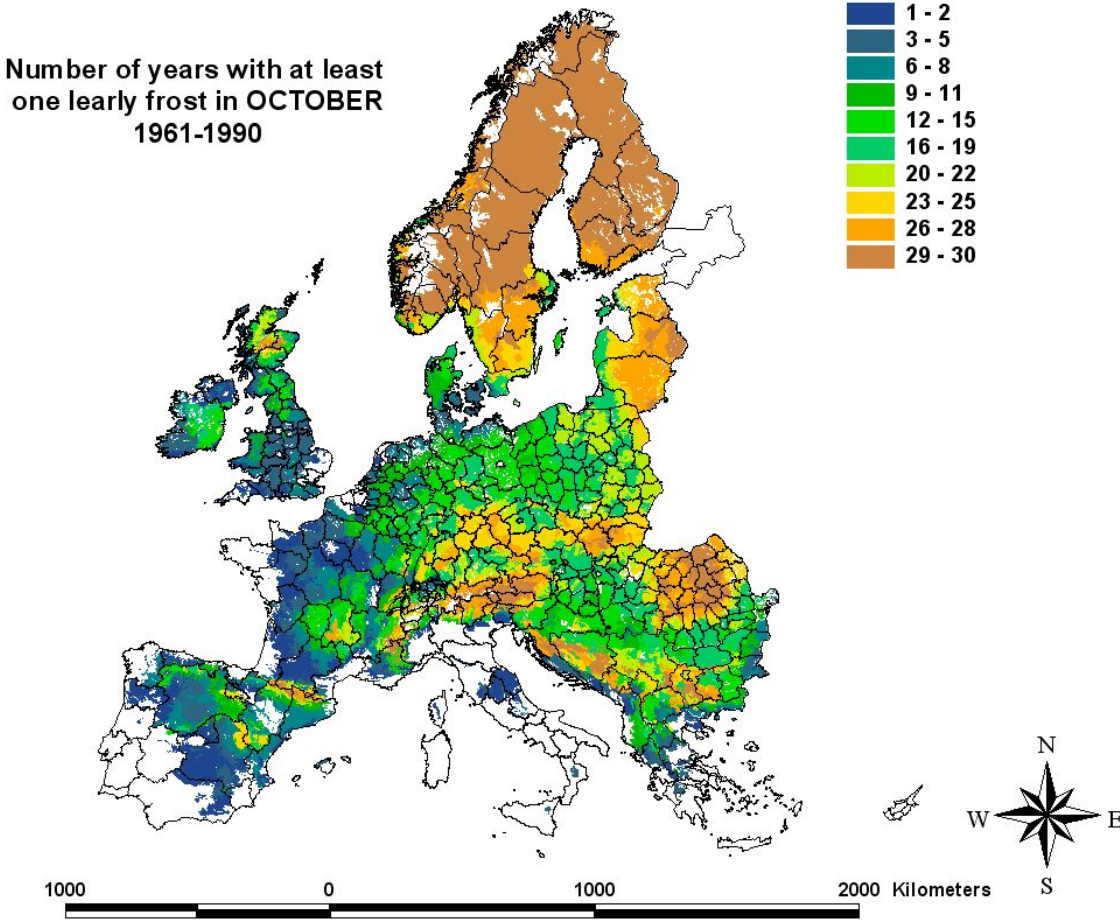 Number of years with at least
one learly frost in OCTOBER
1961-1990
1 - 2
3 - 5
6 - 8
9 - 11
12 - 15
16 - 19
20 - 22
23 - 25
26 - 28
29 - 30
N
W E
S
1000 0 1000 2000 Kilometers